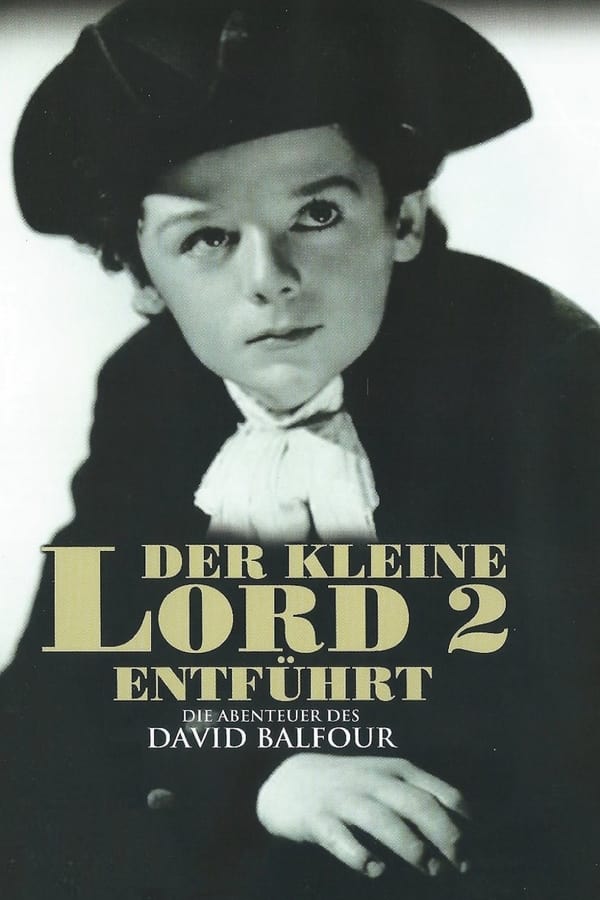 DER KLEINE
LORD 2
ENTFÜHRT
DIE ABENTEUER DES
DAVID BALFOUR